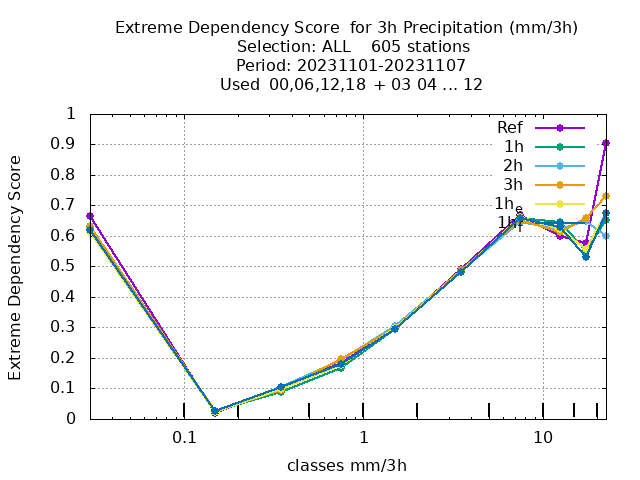 Extreme Dependency Score  for 3h Precipitation (mm/3h)
Selection: ALL    605 stations
Period: 20231101-20231107
Used  00,06,12,18  + 03 04 ... 12
Extreme Dependency Score
1
0.9
0.8
0.7
0.6
0.5
0.4
0.3
0.2
0.1
0
Ref
1h
2h
3h
1h_e
1h_f
0.1
1
10
classes mm/3h